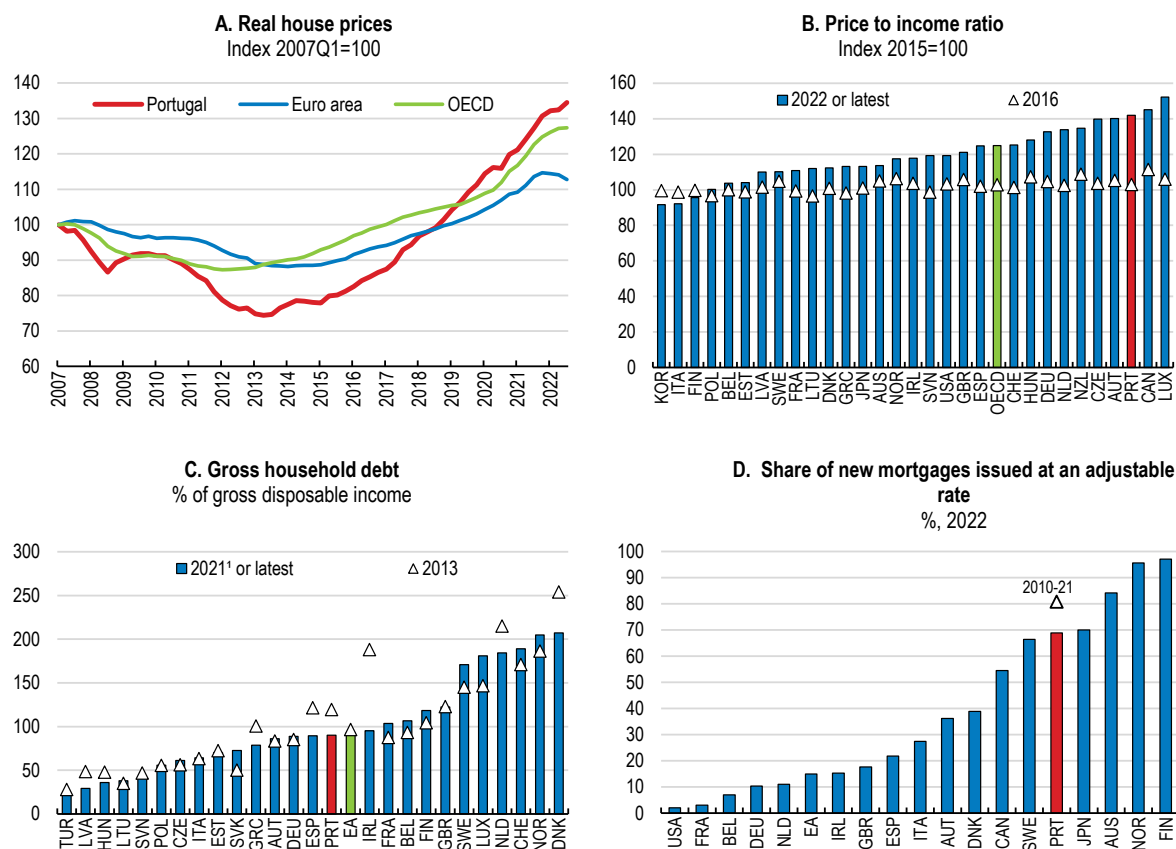 A. Real house prices
Index 2007Q1=100
140
130
120
110
100
90
80
70
60
Portugal
Euro area
OECD
2007
2008
2009
2010
2011
2012
2013
2014
2015
2016
2017
2018
2019
2020
2021
2022
B. Price to income ratio
Index 2015=100
160
140
120
100
80
60
40
20
0
2022 or latest
2016
KOR
ITA
FIN
POL
BEL
EST
LVA
SWE
FRA
LTU
DNK
GRC
JPN
AUS
NOR
IRL
SVN
USA
GBR
ESP
OECD
CHE
HUN
DEU
NLD
NZL
CZE
AUT
PRT
CAN
LUX
C. Gross household debt
% of gross disposable income
300
250
200
150
100
50
0
2021¹ or latest
2013
TUR
LVA
HUN
LTU
SVN
POL
CZE
ITA
EST
SVK
GRC
AUT
DEU
ESP
PRT
EA
IRL
FRA
BEL
FIN
GBR
SWE
LUX
NLD
CHE
NOR
DNK
D. Share of new mortgages issued at an adjustable
rate
%, 2022
100
90
80
70
60
50
40
30
20
10
0
2010-21
USA
FRA
BEL
DEU
NLD
EA
IRL
GBR
ESP
ITA
AUT
DNK
CAN
SWE
PRT
JPN
AUS
NOR
FIN